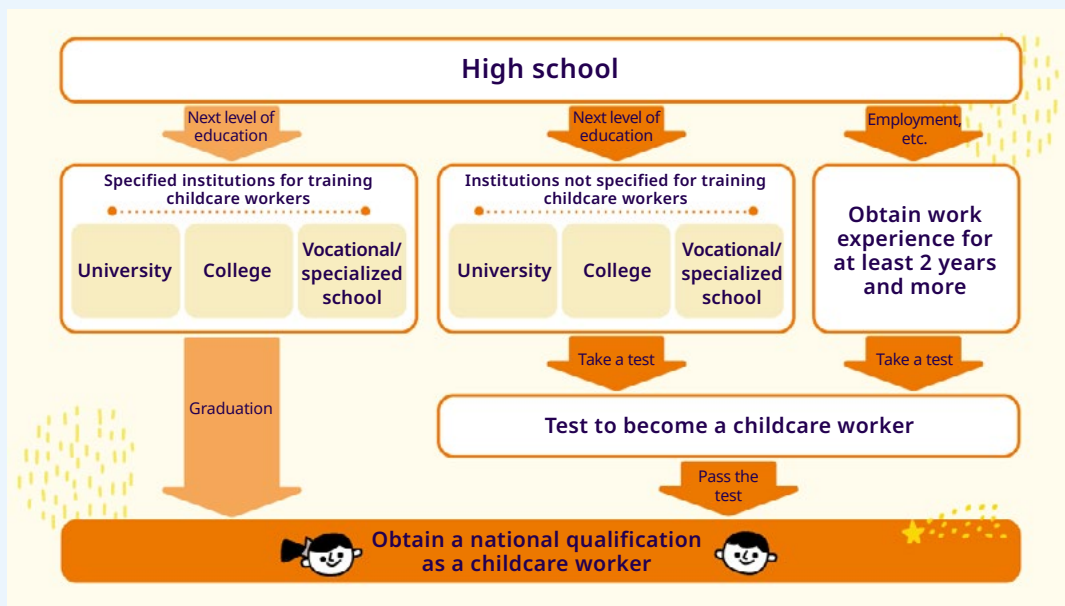 High school
Next level of
education
Next level of
education
Employment,
etc.
Specified institutions for training
childcare workers
University
College
Vocational/
specialized
school
Institutions not specified for training
childcare workers
University
College
Vocational/
specialized
school
Obtain work
experience for
at least 2 years
and more
Graduation
Take a test
Take a test
Test to become a childcare worker
Pass the
test
Obtain a national qualification
as a childcare worker